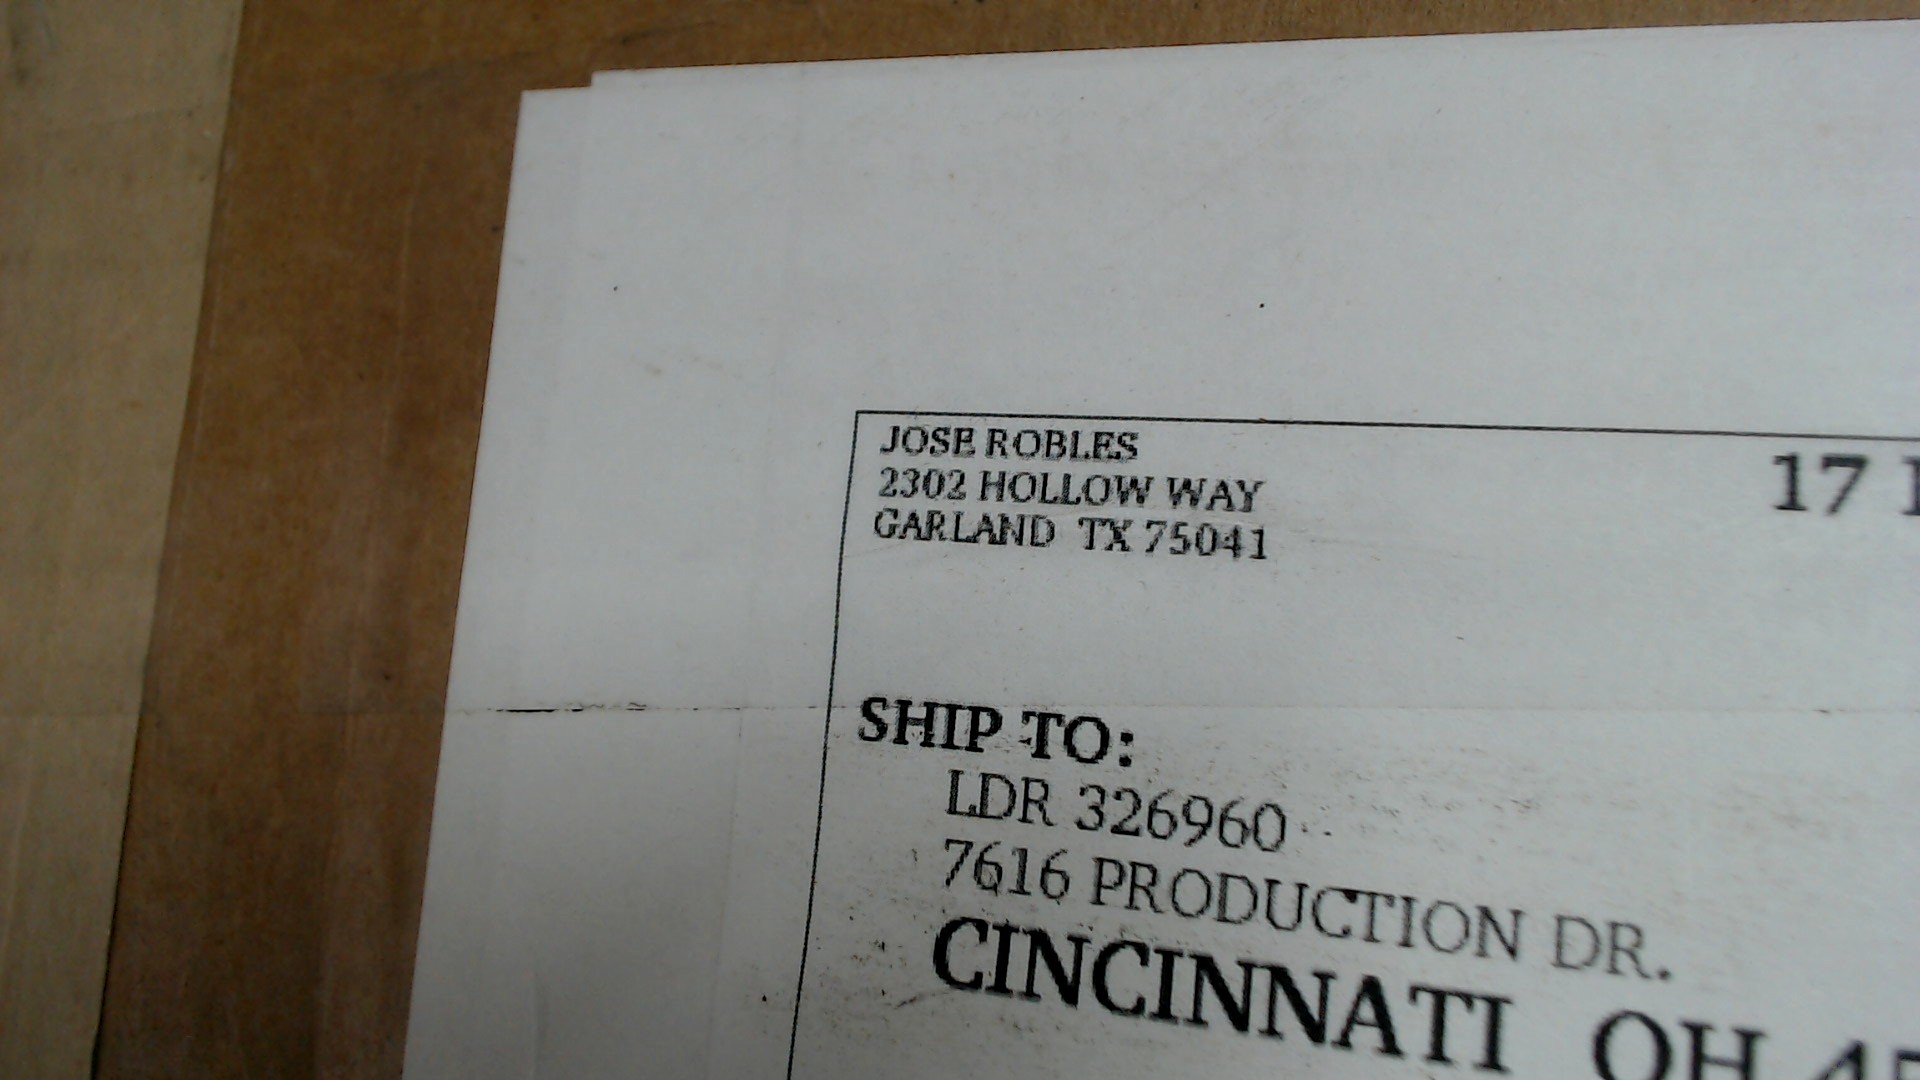 JOSE ROBLES
2302 HOLLOW WAY
GARLAND TX 75041
17
SHIP TO:
LDR 326960
7616 PRODUCTION DR.
CINCINNATI OH